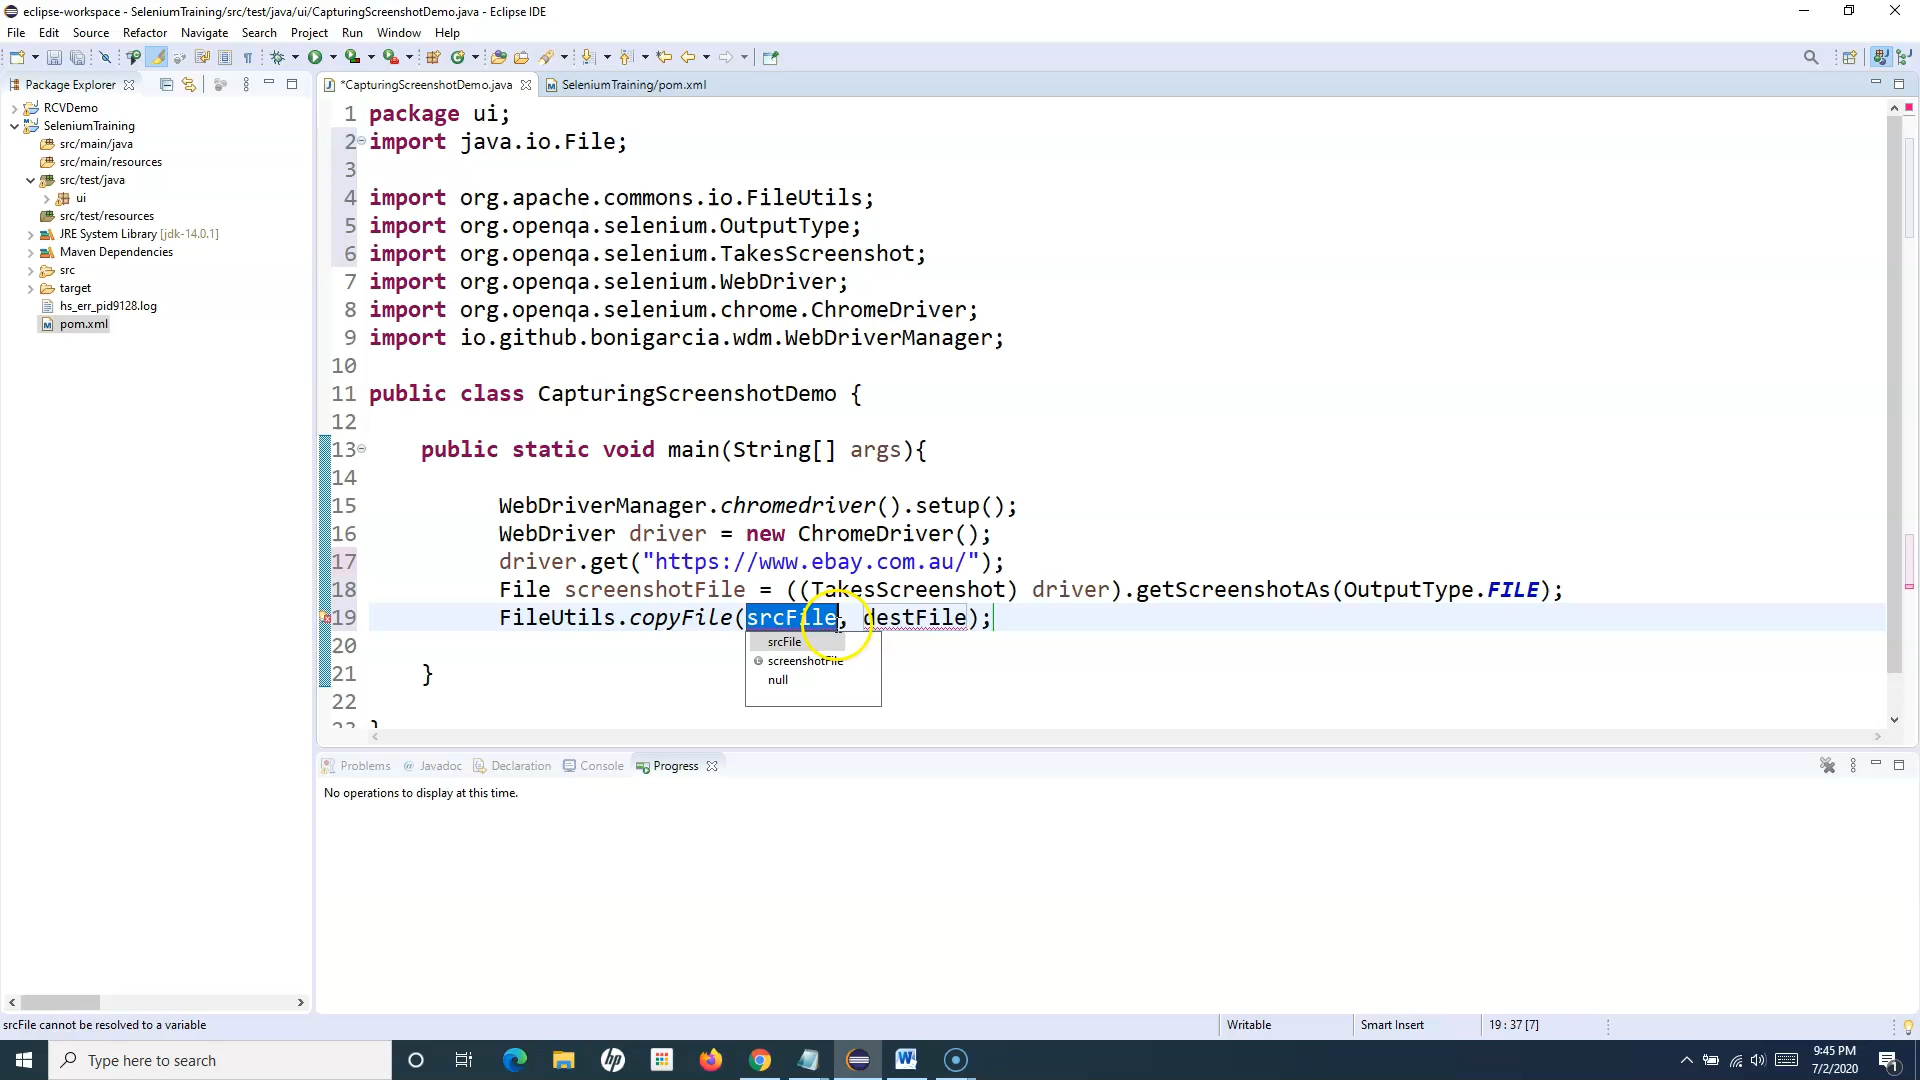 eclipse-workspace - SeleniumTraining/src/test/java/ui/CapturingScreenshotDemo.java - Eclipse IDE
File Edit Source Refactor Navigate Search Project Run Window Help
Package Explorer
RCVDemo
SeleniumTraining
src/main/java
src/main/resources
src/test/java
ui
src/test/resources
JRE System Library [jdk-14.0.1]
Maven Dependencies
src
target
hs_err_pid9128.log
pom.xml
*CapturingScreenshotDemo.java SeleniumTraining/pom.xml
1 package ui;
2 import java.io.File;
3
4 import org.apache.commons.io.FileUtils;
5 import org.openqa.selenium.OutputType;
6 import org.openqa.selenium.TakesScreenshot;
7 import org.openqa.selenium.WebDriver;
8 import org.openqa.selenium.chrome.ChromeDriver;
9 import io.github.bonigarcia.wdm.WebDriverManager;
10
11 public class CapturingScreenshotDemo {
12
13 public static void main(String[] args){
14
15 WebDriverManager.chromedriver().setup();
16 WebDriver driver = new ChromeDriver();
17 driver.get("https://www.ebay.com.au/");
18 File screenshotFile = ((TakesScreenshot) driver).getScreenshotAs(OutputType.FILE);
19 FileUtils.copyFile(srcFile, destFile);
20
21 }
22
23 }
srcFile
screenshotFile
null
Problems @ Javadoc Declaration Console Progress
No operations to display at this time.
srcFile cannot be resolved to a variable
Writable Smart Insert 19 : 37 [7]
Type here to search
9:45 PM
7/2/2020
1